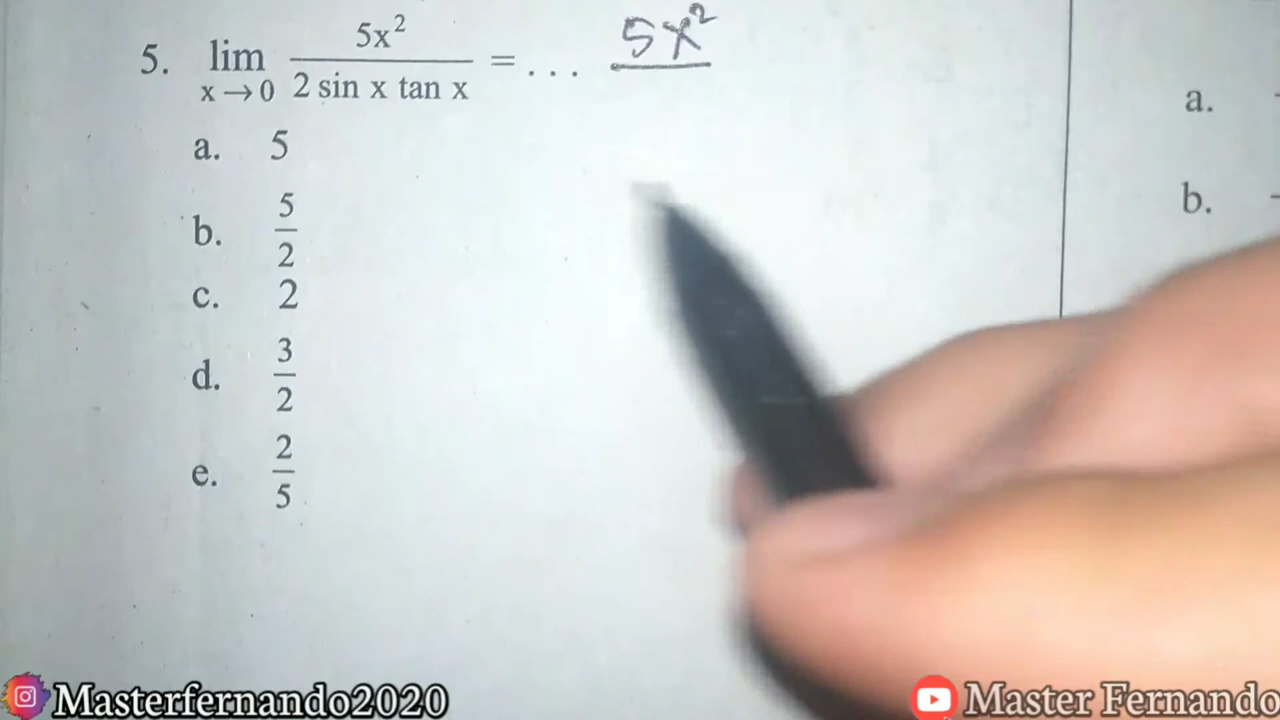 5. lim x→0 5x² / 2 sin x tan x = ... 5x²
a. 5
b. 5/2
c. 2
d. 3/2
e. 2/5
a.
b.
Masterfernando2020
Master Fernando